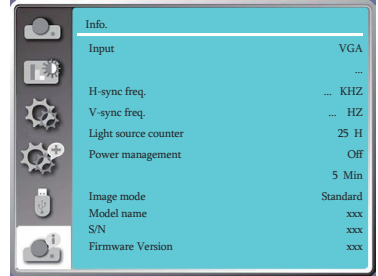 Info.
Input VGA
...
H-sync freq. ... KHZ
V-sync freq. ... HZ
Light source counter 25 H
Power management Off
5 Min
Image mode Standard
Model name xxx
S/N xxx
Firmware Version xxx